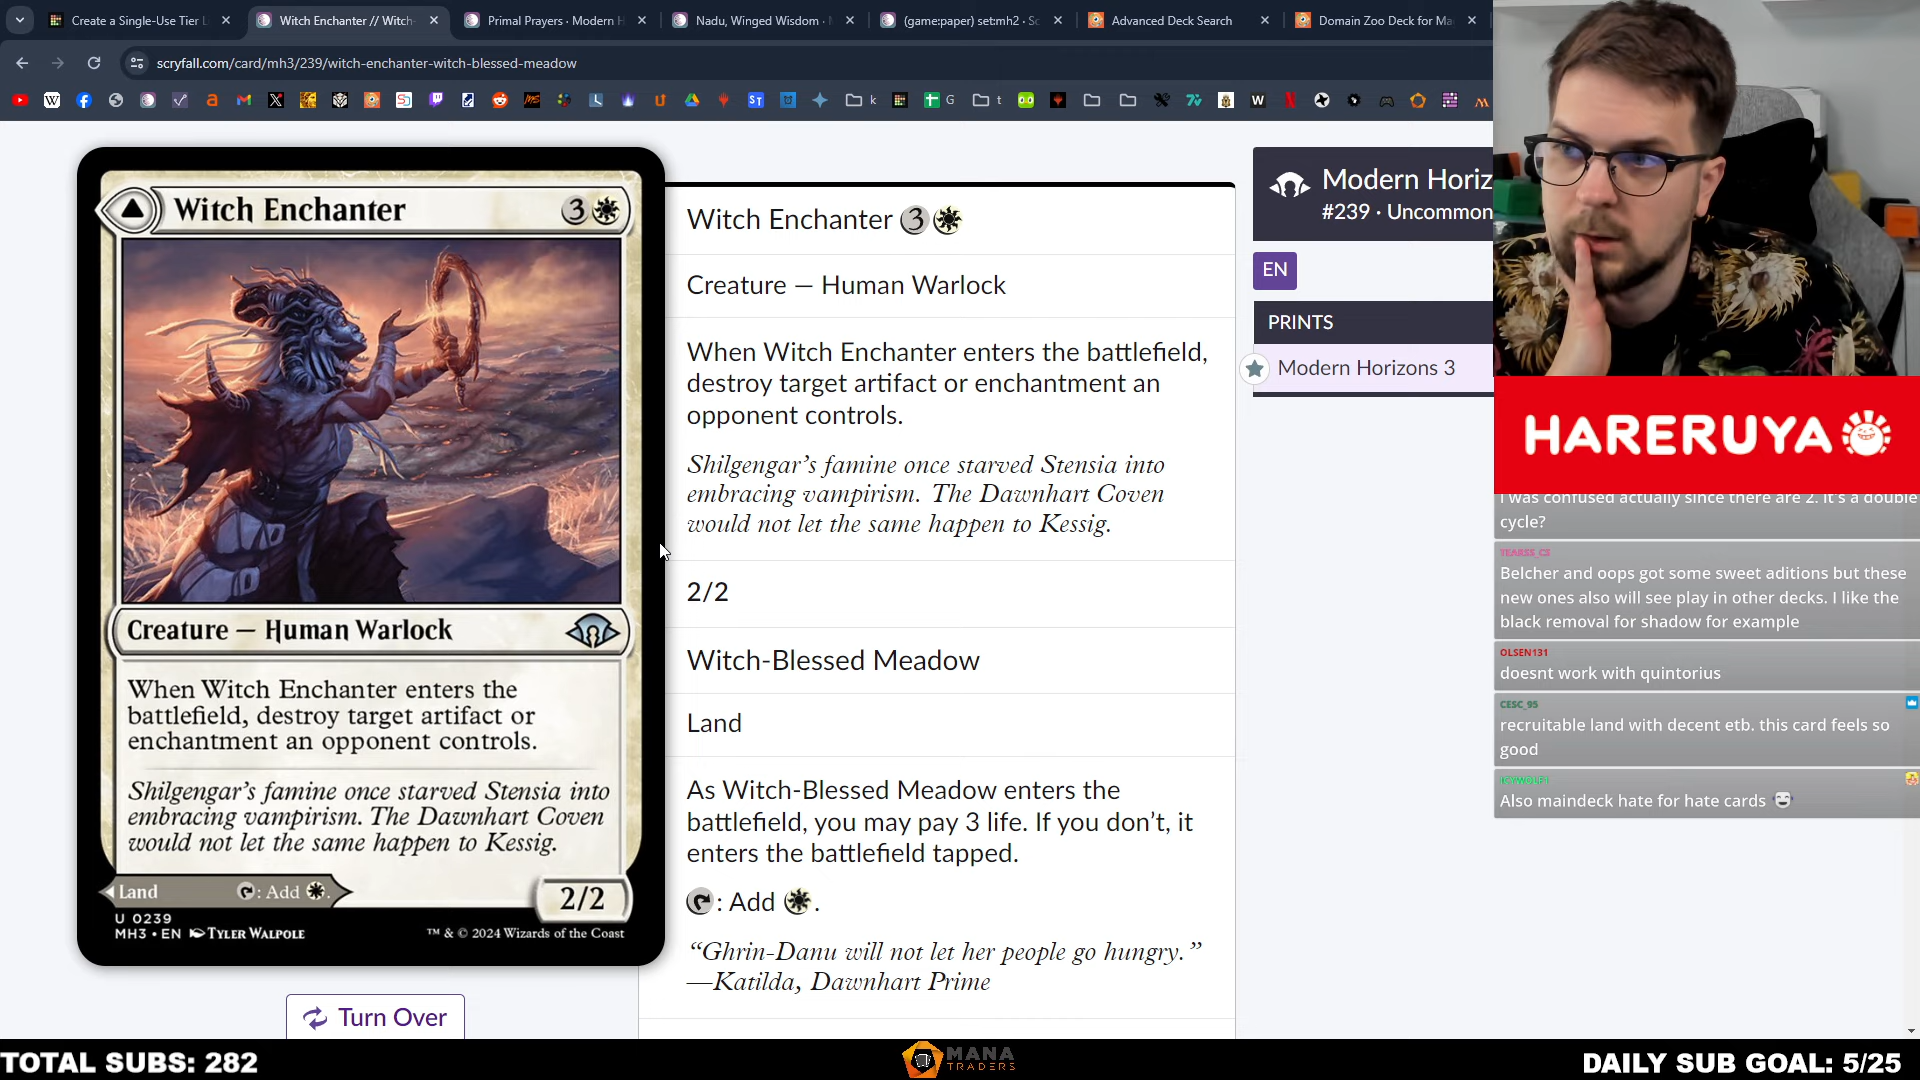 Create a Single-Use Tier L
Witch Enchanter // Witch-
Primal Prayers · Modern H
Nadu, Winged Wisdom ·
(game:paper) set:mh2 · Sc
Advanced Deck Search
Domain Zoo Deck for Ma
scryfall.com/card/mh3/239/witch-enchanter-witch-blessed-meadow
k
G
t
Witch Enchanter 3
Creature — Human Warlock
When Witch Enchanter enters the
battlefield, destroy target artifact or
enchantment an opponent controls.
Shilgengar's famine once starved Stensia into
embracing vampirism. The Dawnhart Coven
would not let the same happen to Kessig.
Land : Add .
2/2
U 0239
MH3 • EN TYLER WALPOLE
™ & © 2024 Wizards of the Coast
Turn Over
Witch Enchanter 3
Creature — Human Warlock
When Witch Enchanter enters the battlefield,
destroy target artifact or enchantment an
opponent controls.
Shilgengar's famine once starved Stensia into
embracing vampirism. The Dawnhart Coven
would not let the same happen to Kessig.
2/2
Witch-Blessed Meadow
Land
As Witch-Blessed Meadow enters the
battlefield, you may pay 3 life. If you don't, it
enters the battlefield tapped.
: Add .
“Ghrin-Danu will not let her people go hungry.”
—Katilda, Dawnhart Prime
Modern Horiz
#239 · Uncommon
EN
PRINTS
Modern Horizons 3
HARERUYA
I was confused actually since there are 2. It's a double
cycle?
TEARSS_CS
Belcher and oops got some sweet aditions but these
new ones also will see play in other decks. I like the
black removal for shadow for example
OLSEN131
doesnt work with quintorius
CESC_95
recruitable land with decent etb. this card feels so
good
Also maindeck hate for hate cards
TOTAL SUBS: 282
MANA
TRADERS
DAILY SUB GOAL: 5/25